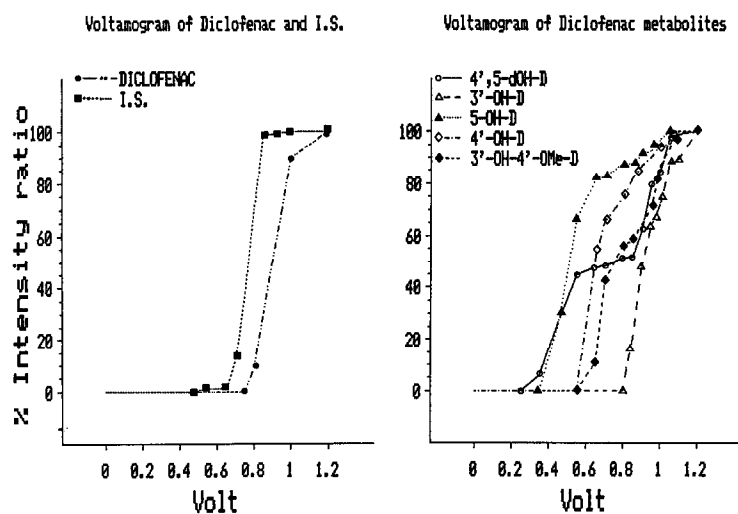 Voltamogram of Diclofenac and I.S.
DICLOFENAC
I.S.
% Intensity ratio
100
80
60
40
20
0
0 0.2 0.4 0.6 0.8 1 1.2
Volt
Voltamogram of Diclofenac metabolites
4',5-dOH-D
3'-OH-D
5-OH-D
4'-OH-D
3'-OH-4'-OMe-D
100
80
60
40
20
0
0 0.2 0.4 0.6 0.8 1 1.2
Volt